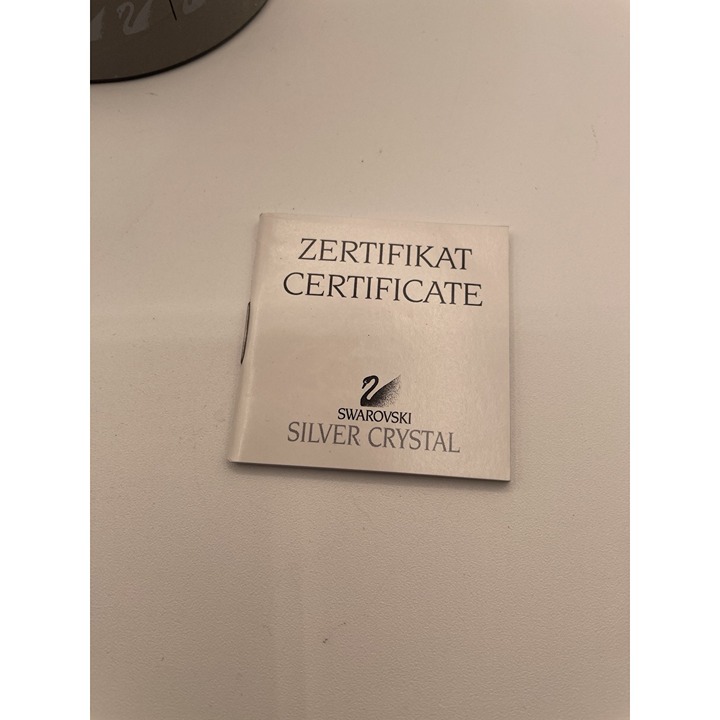 ZERTIFIKAT
CERTIFICATE
SWAROVSKI
SILVER CRYSTAL